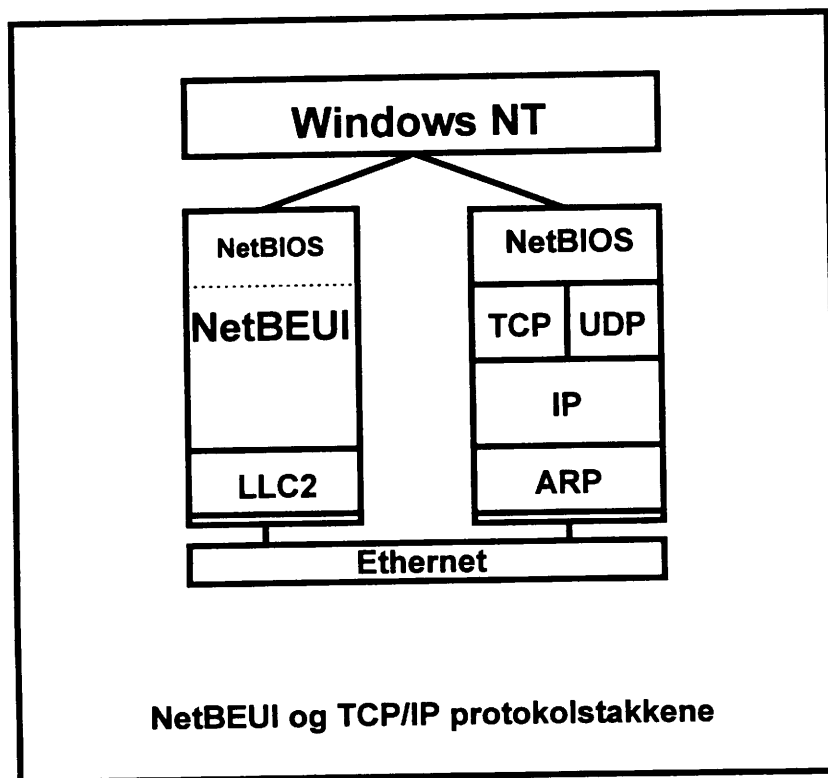 Windows NT
NetBIOS
NetBEUI
LLC2
NetBIOS
TCP UDP
IP
ARP
Ethernet
NetBEUI og TCP/IP protokolstakkene